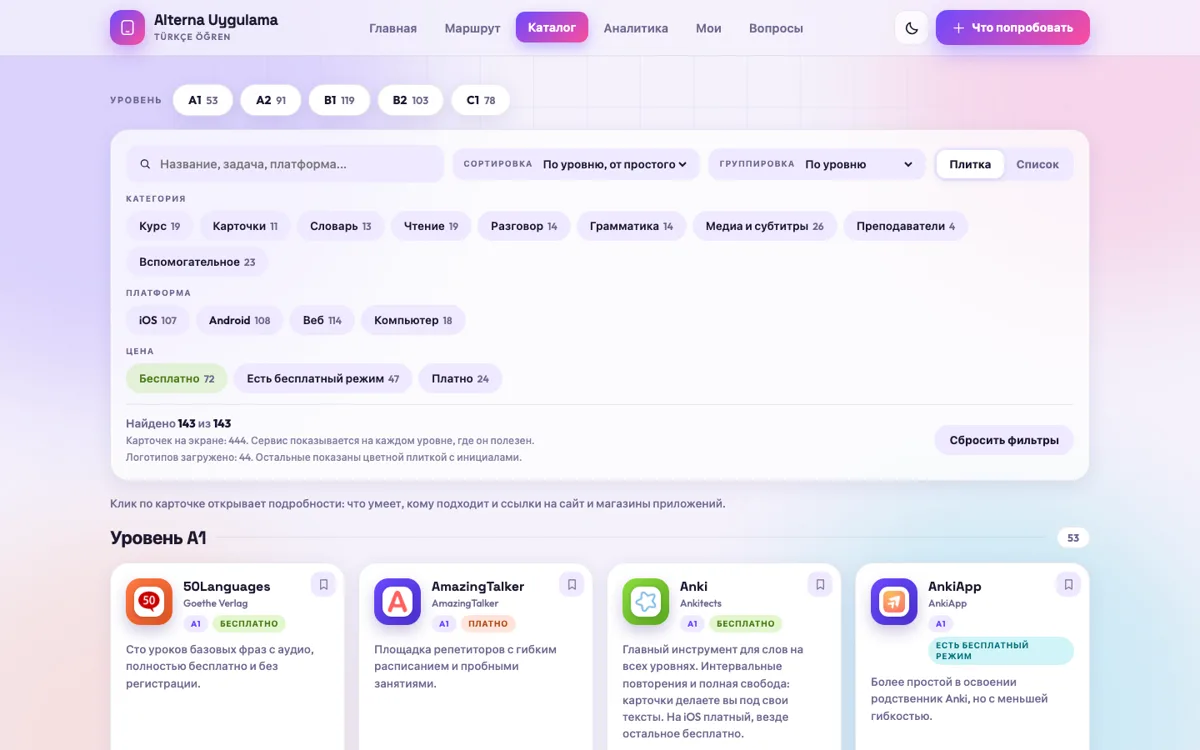 Alterna Uygulama
TÜRKÇE ÖĞREN
Главная
Маршрут
Каталог
Аналитика
Мои
Вопросы
+ Что попробовать
УРОВЕНЬ
A1 53
A2 91
B1 119
B2 103
C1 78
Название, задача, платформа...
СОРТИРОВКА По уровню, от простого
ГРУППИРОВКА По уровню
Плитка
Список
КАТЕГОРИЯ
Курс 19
Карточки 11
Словарь 13
Чтение 19
Разговор 14
Грамматика 14
Медиа и субтитры 26
Преподаватели 4
Вспомогательное 23
ПЛАТФОРМА
iOS 107
Android 108
Веб 114
Компьютер 18
ЦЕНА
Бесплатно 72
Есть бесплатный режим 47
Платно 24
Найдено 143 из 143
Карточек на экране: 444. Сервис показывается на каждом уровне, где он полезен.
Логотипов загружено: 44. Остальные показаны цветной плиткой с инициалами.
Сбросить фильтры
Клик по карточке открывает подробности: что умеет, кому подходит и ссылки на сайт и магазины приложений.
Уровень A1
53
50
50Languages
Goethe Verlag
A1 БЕСПЛАТНО
Сто уроков базовых фраз с аудио,
полностью бесплатно и без
регистрации.
AmazingTalker
AmazingTalker
A1 ПЛАТНО
Площадка репетиторов с гибким
расписанием и пробными
занятиями.
Anki
Ankitects
A1 БЕСПЛАТНО
Главный инструмент для слов на
всех уровнях. Интервальные
повторения и полная свобода:
карточки делаете вы под свои
тексты. На iOS платный, везде
остальное бесплатно.
AnkiApp
AnkiApp
A1
ЕСТЬ БЕСПЛАТНЫЙ
РЕЖИМ
Более простой в освоении
родственник Anki, но с меньшей
гибкостью.